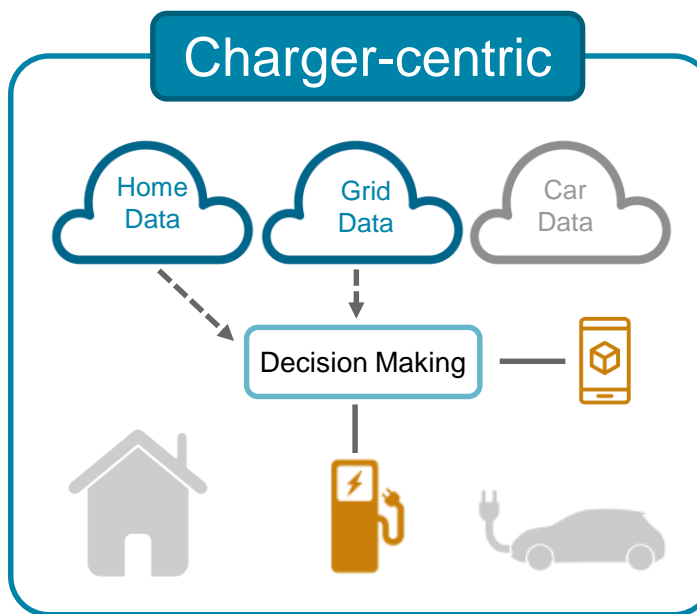 Charger-centric
Home
Data
Grid
Data
Car
Data
Decision Making